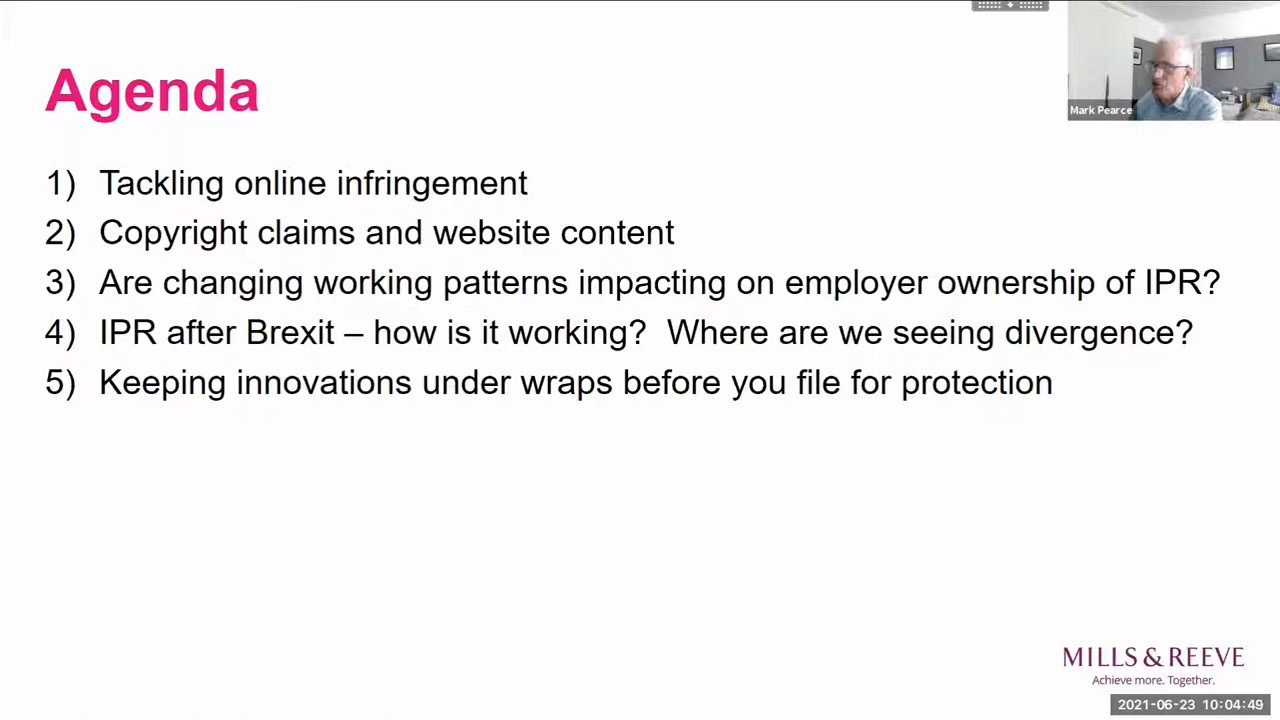 Agenda
Mark Pearce
1) Tackling online infringement
2) Copyright claims and website content
3) Are changing working patterns impacting on employer ownership of IPR?
4) IPR after Brexit – how is it working? Where are we seeing divergence?
5) Keeping innovations under wraps before you file for protection
MILLS & REEVE
Achieve more. Together.
2021-06-23 10:04:49